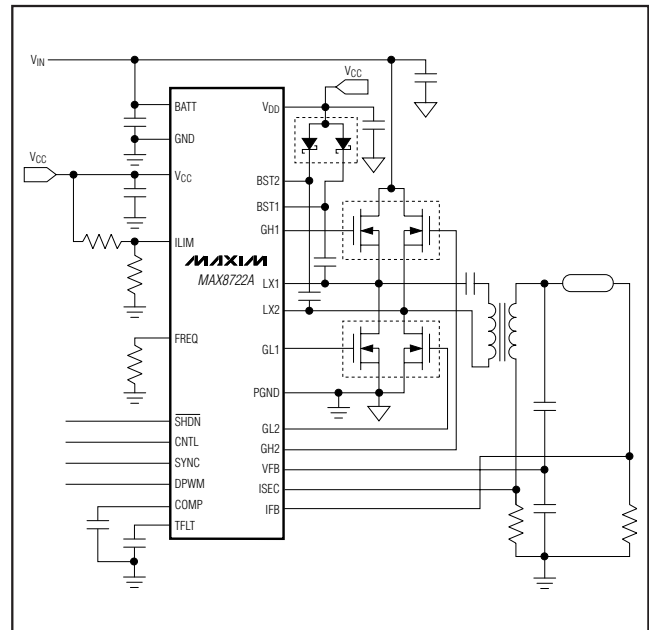 VIN
VCC
BATT
VDD
GND
VCC
VCC
BST2
BST1
GH1
ILIM
MAXIM
MAX8722A
LX1
LX2
FREQ
GL1
PGND
SHDN
GL2
CNTL
GH2
SYNC
VFB
DPWM
ISEC
COMP
IFB
TFLT